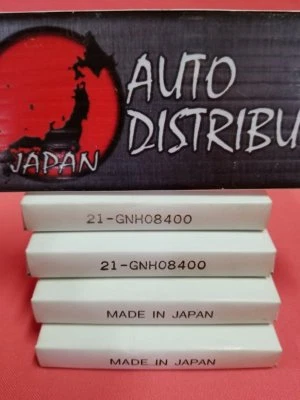 AUTO
DISTRIBU
JAPAN
21-GNH08400
21-GNH08400
MADE IN JAPAN
MADE IN JAPAN